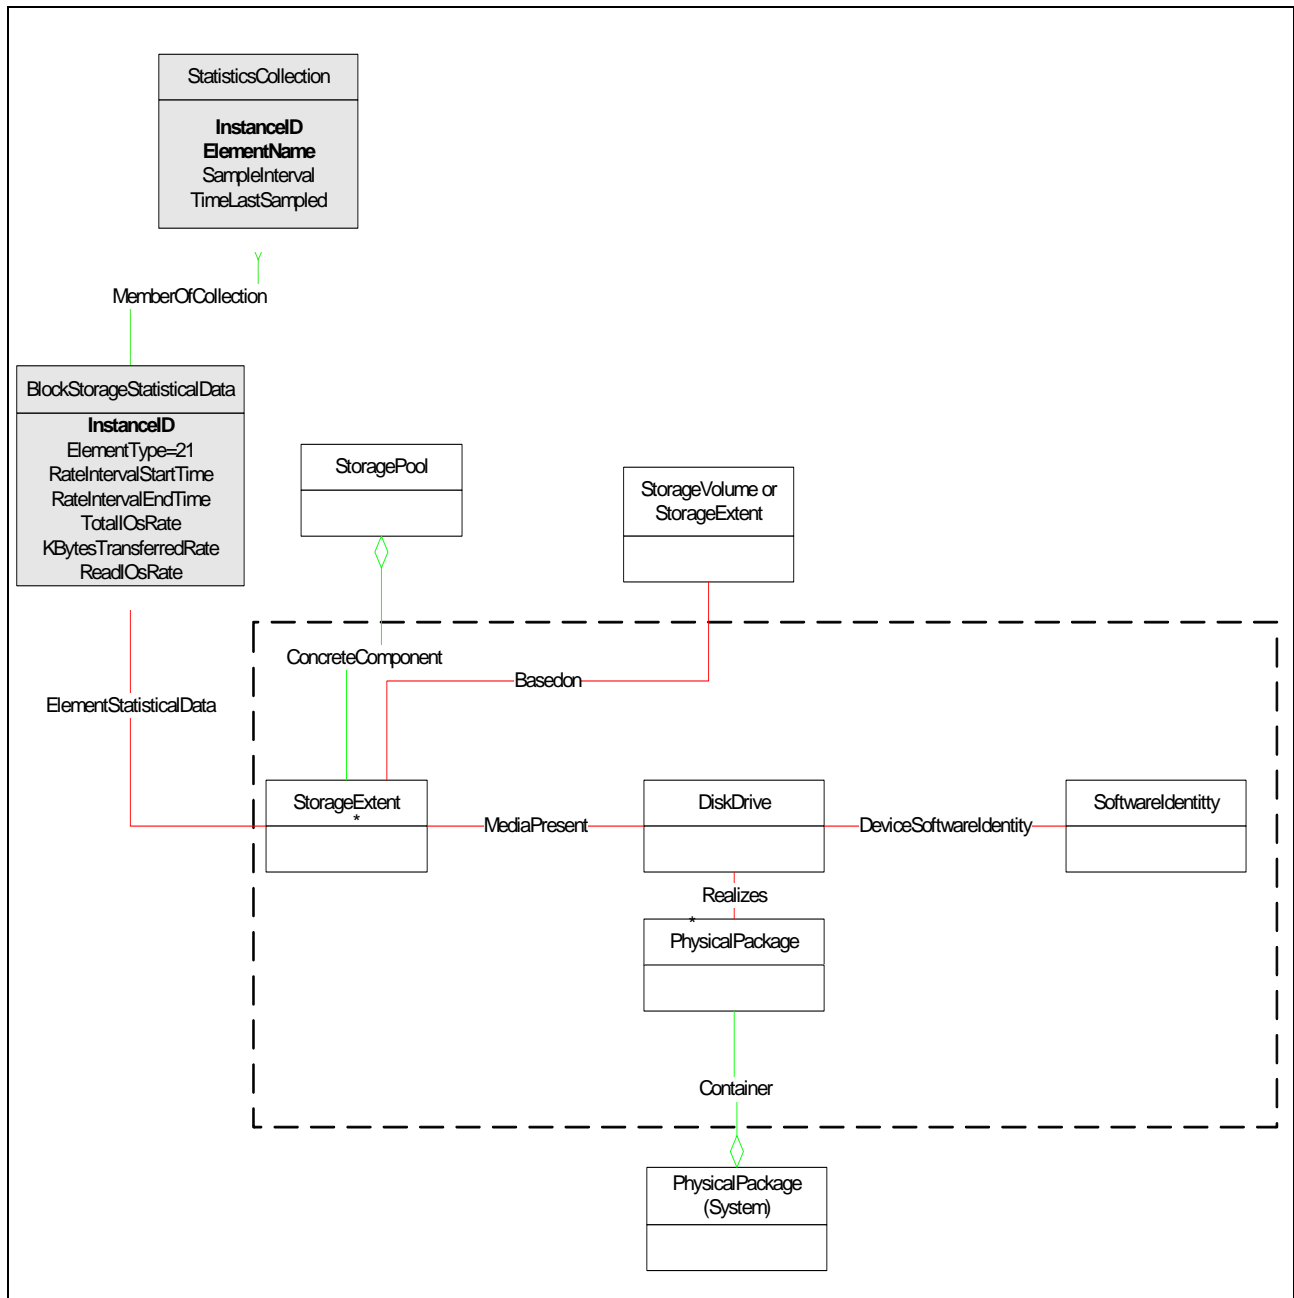 StatisticsCollection
InstanceID
ElementName
SampleInterval
TimeLastSampled
MemberOfCollection
BlockStorageStatisticalData
InstanceID
ElementType=21
RateIntervalStartTime
RateIntervalEndTime
TotalIOsRate
KBytesTransferredRate
ReadIOsRate
StoragePool
StorageVolume or
StorageExtent
ConcreteComponent
Basedon
ElementStatisticalData
StorageExtent
*
MediaPresent
DiskDrive
DeviceSoftwareIdentity
SoftwareIdentitty
Realizes
*
PhysicalPackage
Container
PhysicalPackage
(System)